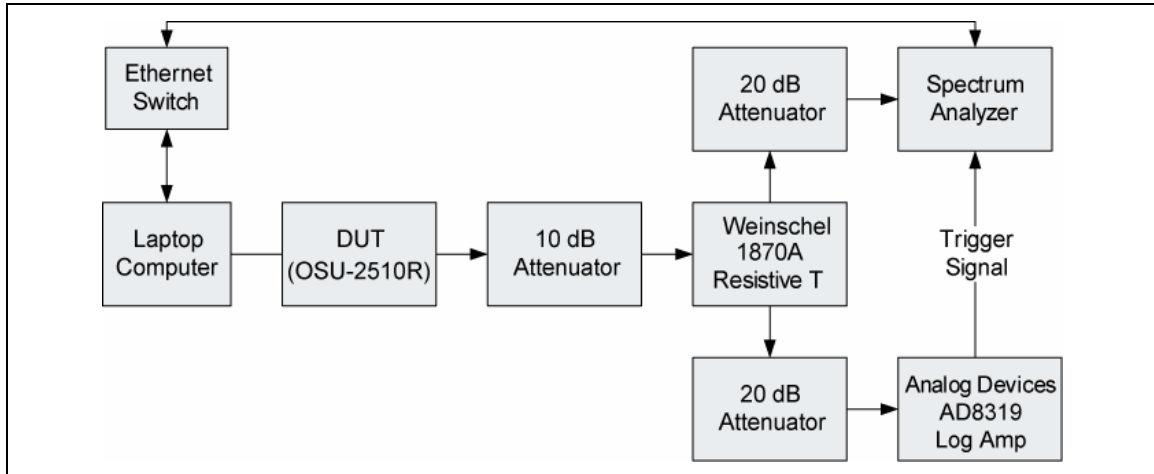 Ethernet
Switch
20 dB
Attenuator
Spectrum
Analyzer
Laptop
Computer
DUT
(OSU-2510R)
10 dB
Attenuator
Weinschel
1870A
Resistive T
Trigger
Signal
20 dB
Attenuator
Analog Devices
AD8319
Log Amp